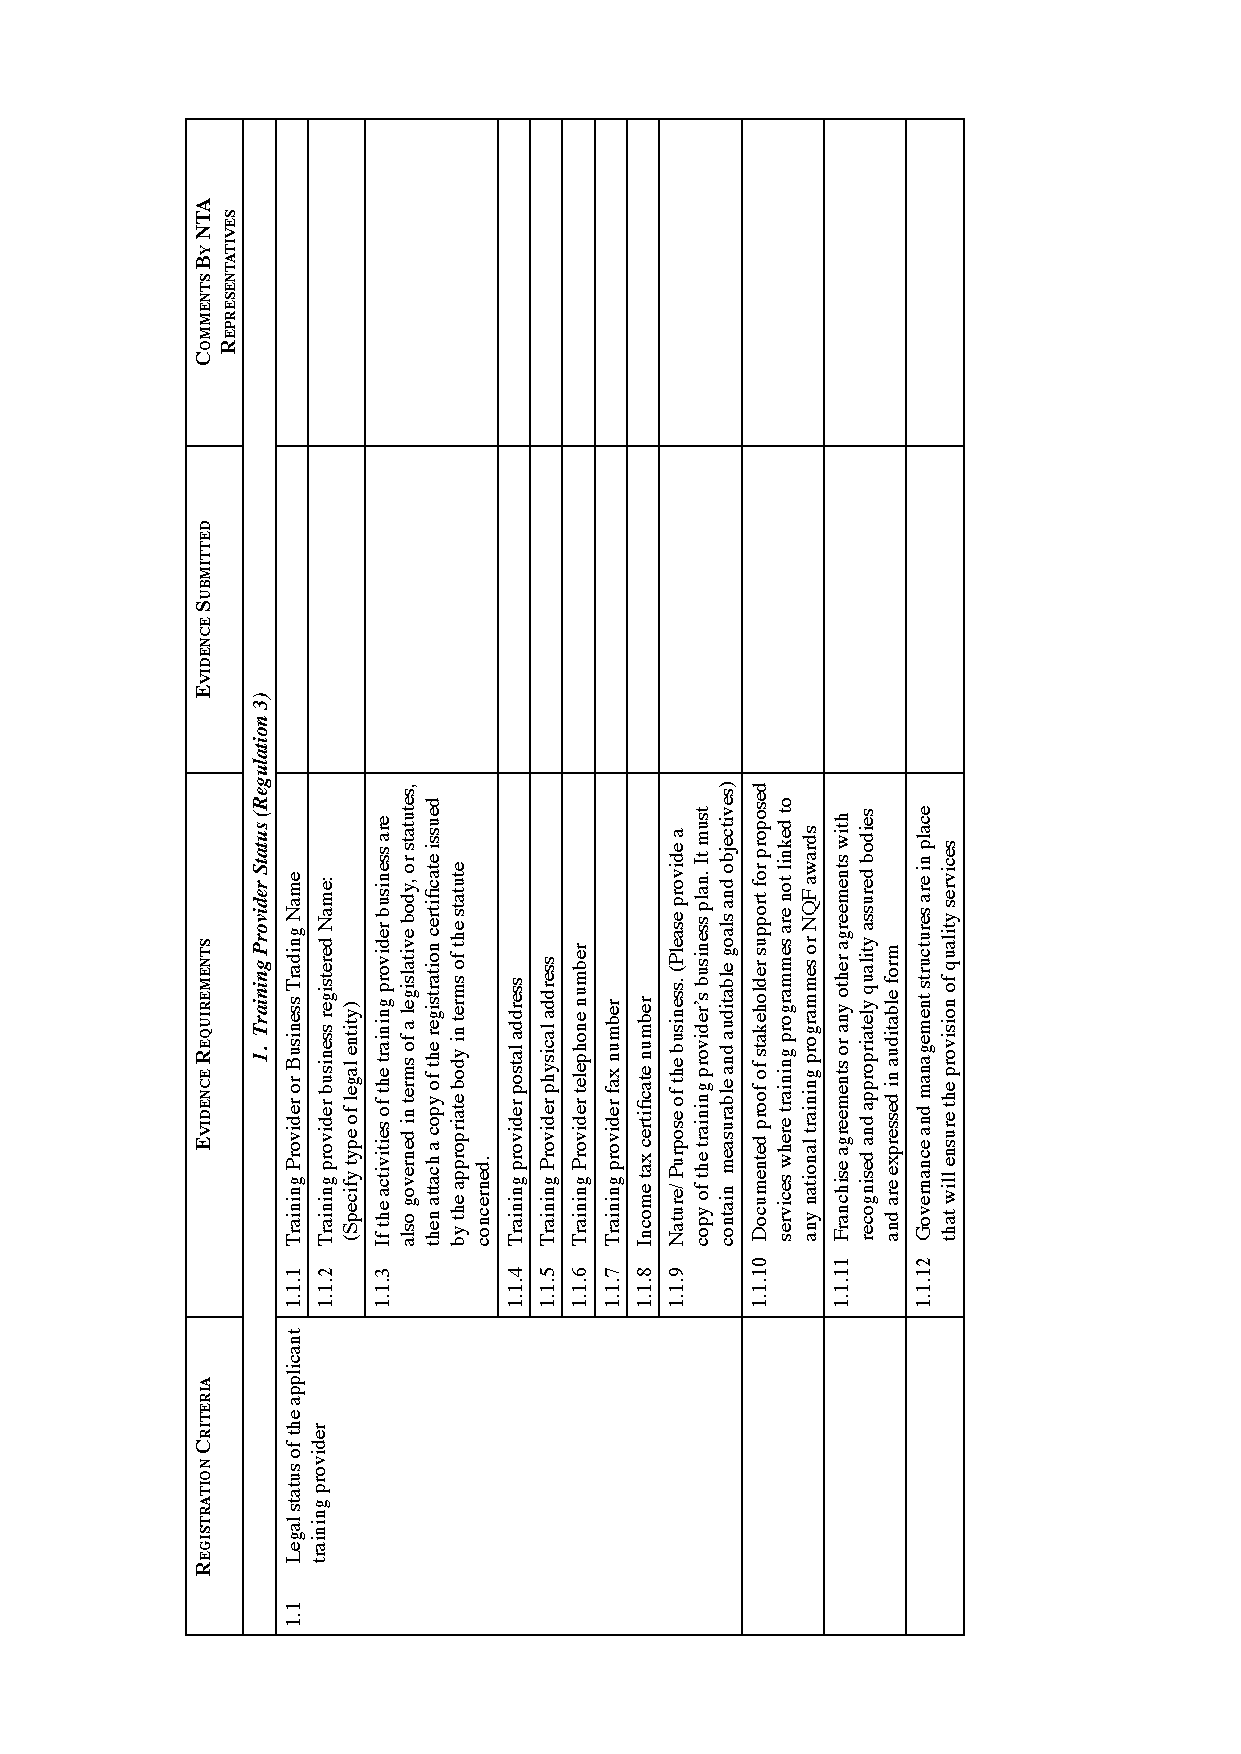 REGISTRATION CRITERIA
EVIDENCE REQUIREMENTS
EVIDENCE SUBMITTED
COMMENTS BY NTA
REPRESENTATIVES
1. Training Provider Status (Regulation 3)
1.1 Legal status of the applicant
training provider
1.1.1 Training Provider or Business Trading Name
1.1.2 Training provider business registered Name:
(Specify type of legal entity)
1.1.3 If the activities of the training provider business are
also governed in terms of a legislative body, or statutes,
then attach a copy of the registration certificate issued
by the appropriate body in terms of the statute
concerned.
1.1.4 Training provider postal address
1.1.5 Training Provider physical address
1.1.6 Training Provider telephone number
1.1.7 Training provider fax number
1.1.8 Income tax certificate number
1.1.9 Nature/ Purpose of the business. (Please provide a
copy of the training provider's business plan. It must
contain measurable and auditable goals and objectives)
1.1.10 Documented proof of stakeholder support for proposed
services where training programmes are not linked to
any national training programmes or NQF awards
1.1.11 Franchise agreements or any other agreements with
recognised and appropriately quality assured bodies
and are expressed in auditable form
1.1.12 Governance and management structures are in place
that will ensure the provision of quality services